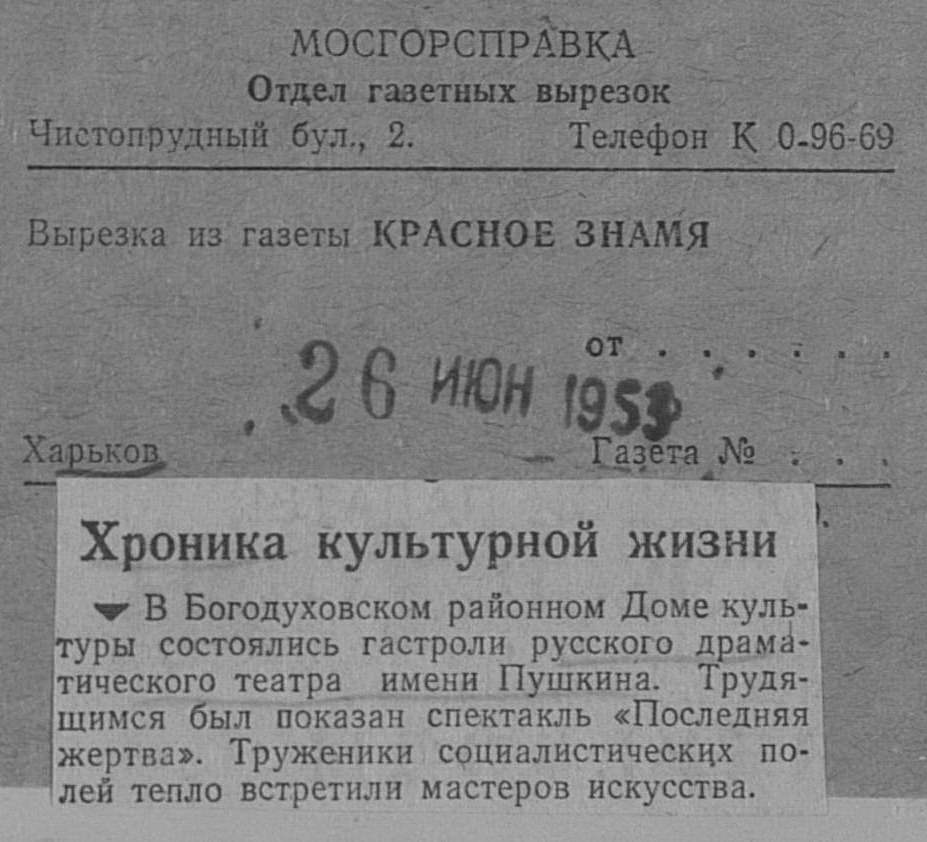 МОСГОРСПРАВКА
Отдел газетных вырезок
Чистопрудный бул., 2. Телефон К 0-96-69
Вырезка из газеты КРАСНОЕ ЗНАМЯ
от . . . . . .
26 ИЮН 1953
Харьков Газета № . . .
Хроника культурной жизни
В Богодуховском районном Доме куль-
туры состоялись гастроли русского драма-
тического театра имени Пушкина. Трудя-
щимся был показан спектакль «Последняя
жертва». Труженики социалистических по-
лей тепло встретили мастеров искусства.